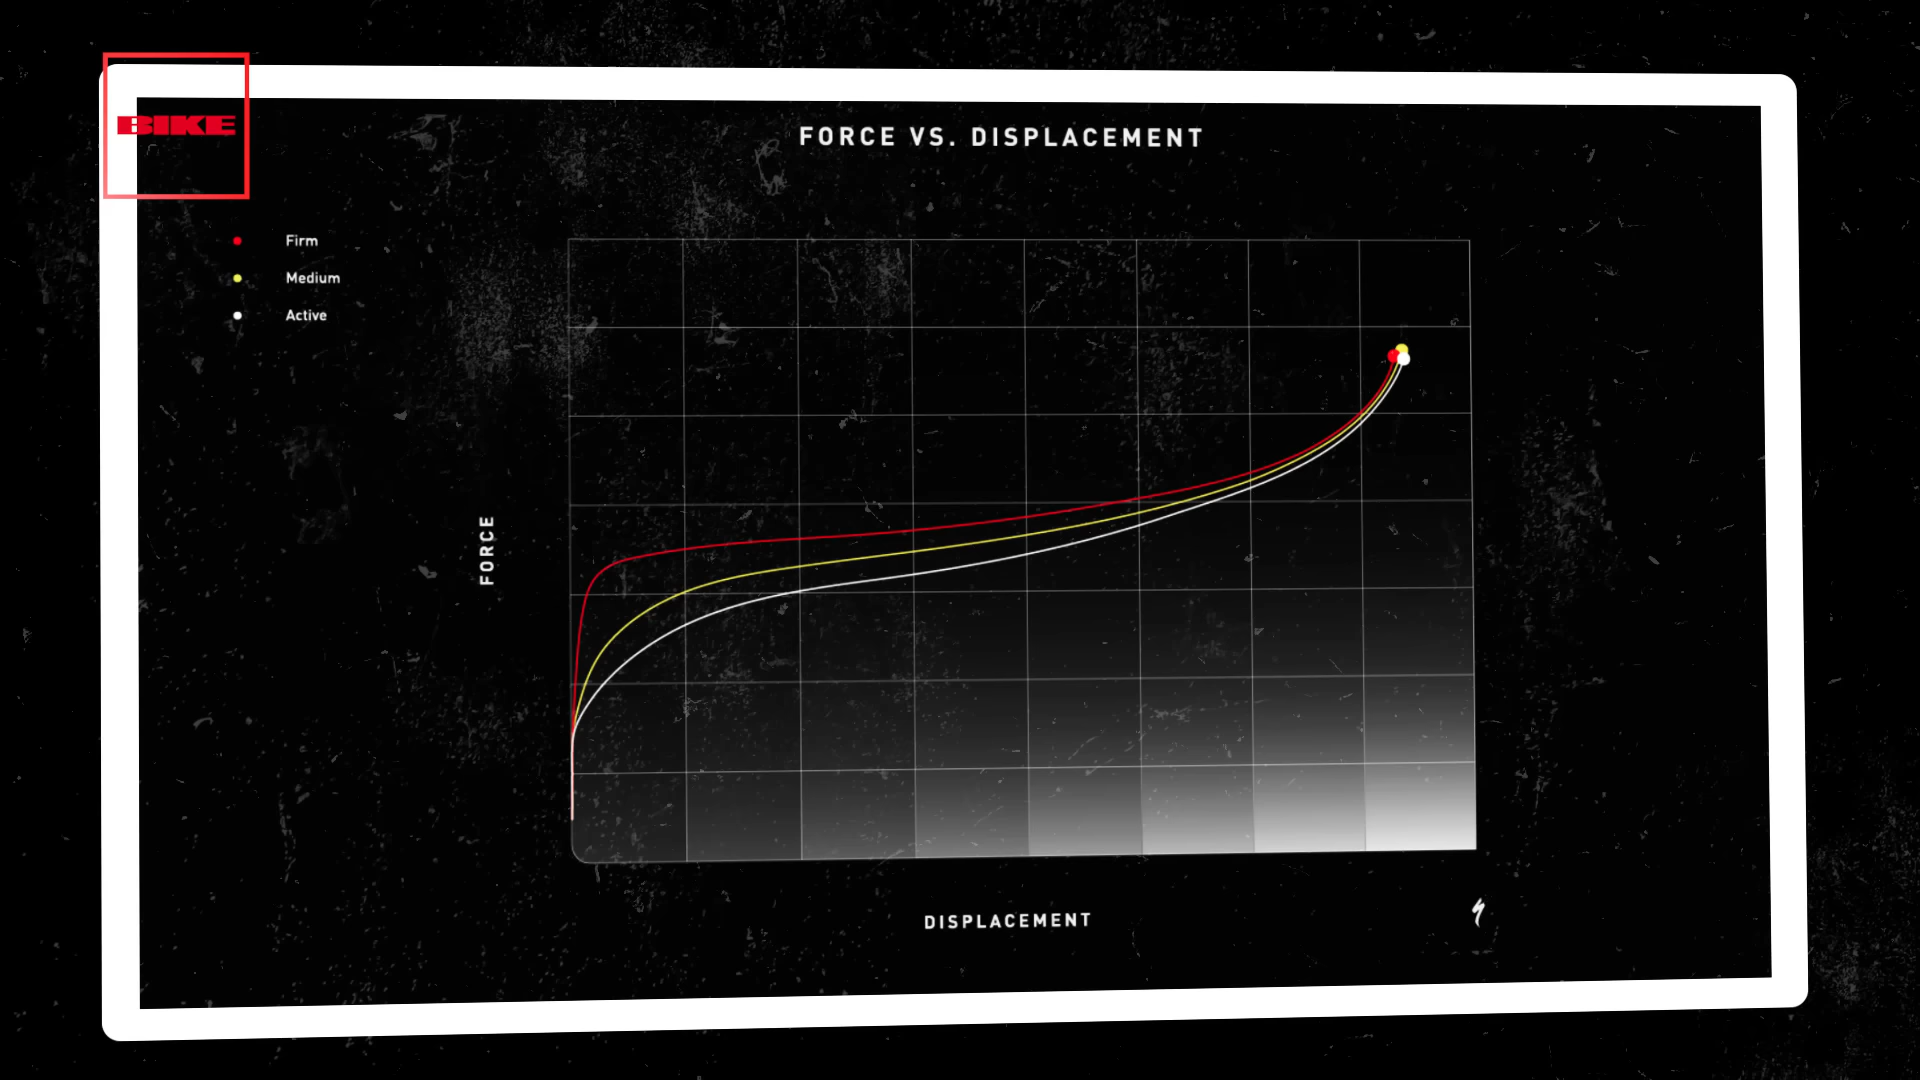 BIKE
FORCE VS. DISPLACEMENT
Firm
Medium
Active
FORCE
DISPLACEMENT